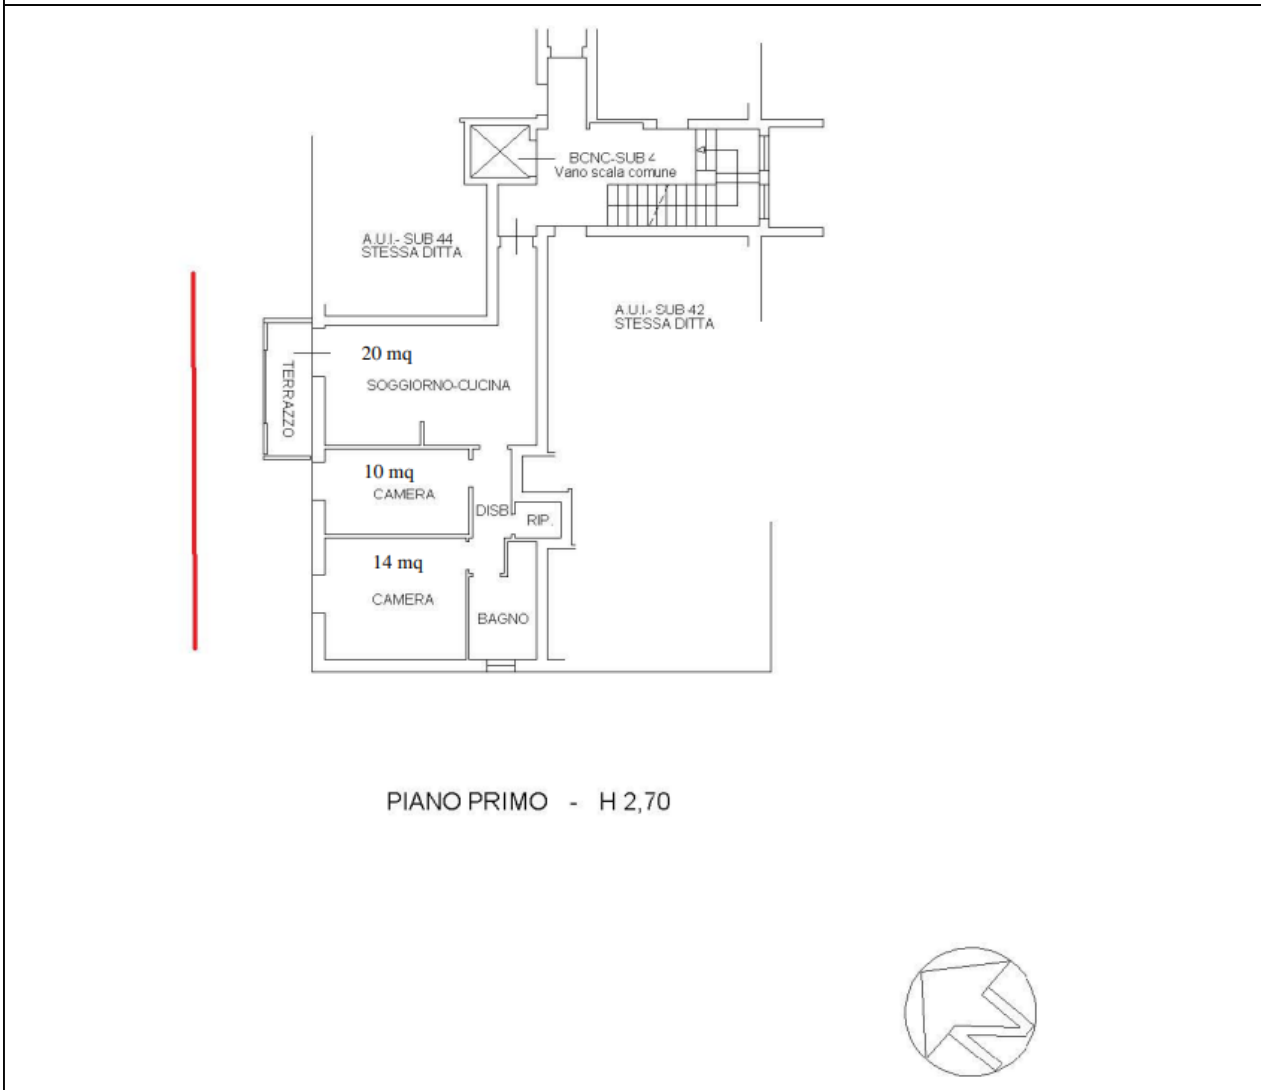 BCNC-SUB 4
Vano scala comune
A.U.I.- SUB 44
STESSA DITTA
A.U.I.- SUB 42
STESSA DITTA
20 mq
SOGGIORNO-CUCINA
TERRAZZO
10 mq
CAMERA
DISB.
RIP.
14 mq
CAMERA
BAGNO
PIANO PRIMO - H 2,70